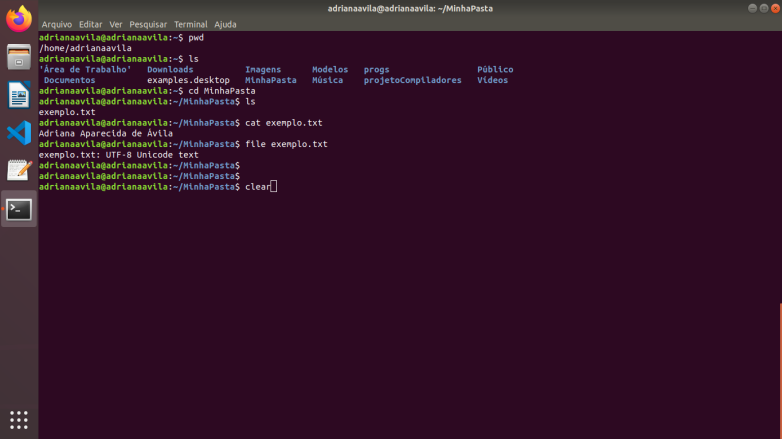 adrianaavila@adrianaavila: ~/MinhaPasta
Arquivo Editar Ver Pesquisar Terminal Ajuda
adrianaavila@adrianaavila:~$ pwd
/home/adrianaavila
adrianaavila@adrianaavila:~$ ls
'Área de Trabalho' Downloads Imagens Modelos progs Público
Documentos examples.desktop MinhaPasta Música projetoCompiladores Vídeos
adrianaavila@adrianaavila:~$ cd MinhaPasta
adrianaavila@adrianaavila:~/MinhaPasta$ ls
exemplo.txt
adrianaavila@adrianaavila:~/MinhaPasta$ cat exemplo.txt
Adriana Aparecida de Ávila
adrianaavila@adrianaavila:~/MinhaPasta$ file exemplo.txt
exemplo.txt: UTF-8 Unicode text
adrianaavila@adrianaavila:~/MinhaPasta$
adrianaavila@adrianaavila:~/MinhaPasta$
adrianaavila@adrianaavila:~/MinhaPasta$ clear